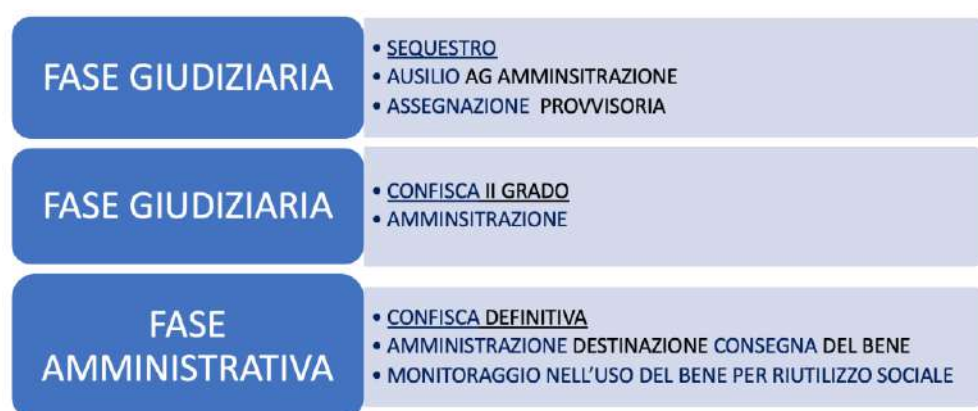 FASE GIUDIZIARIA
• SEQUESTRO
• AUSILIO AG AMMINSITRAZIONE
• ASSEGNAZIONE PROVVISORIA
FASE GIUDIZIARIA
• CONFISCA II GRADO
• AMMINSITRAZIONE
FASE
AMMINISTRATIVA
• CONFISCA DEFINITIVA
• AMMINISTRAZIONE DESTINAZIONE CONSEGNA DEL BENE
• MONITORAGGIO NELL'USO DEL BENE PER RIUTILIZZO SOCIALE